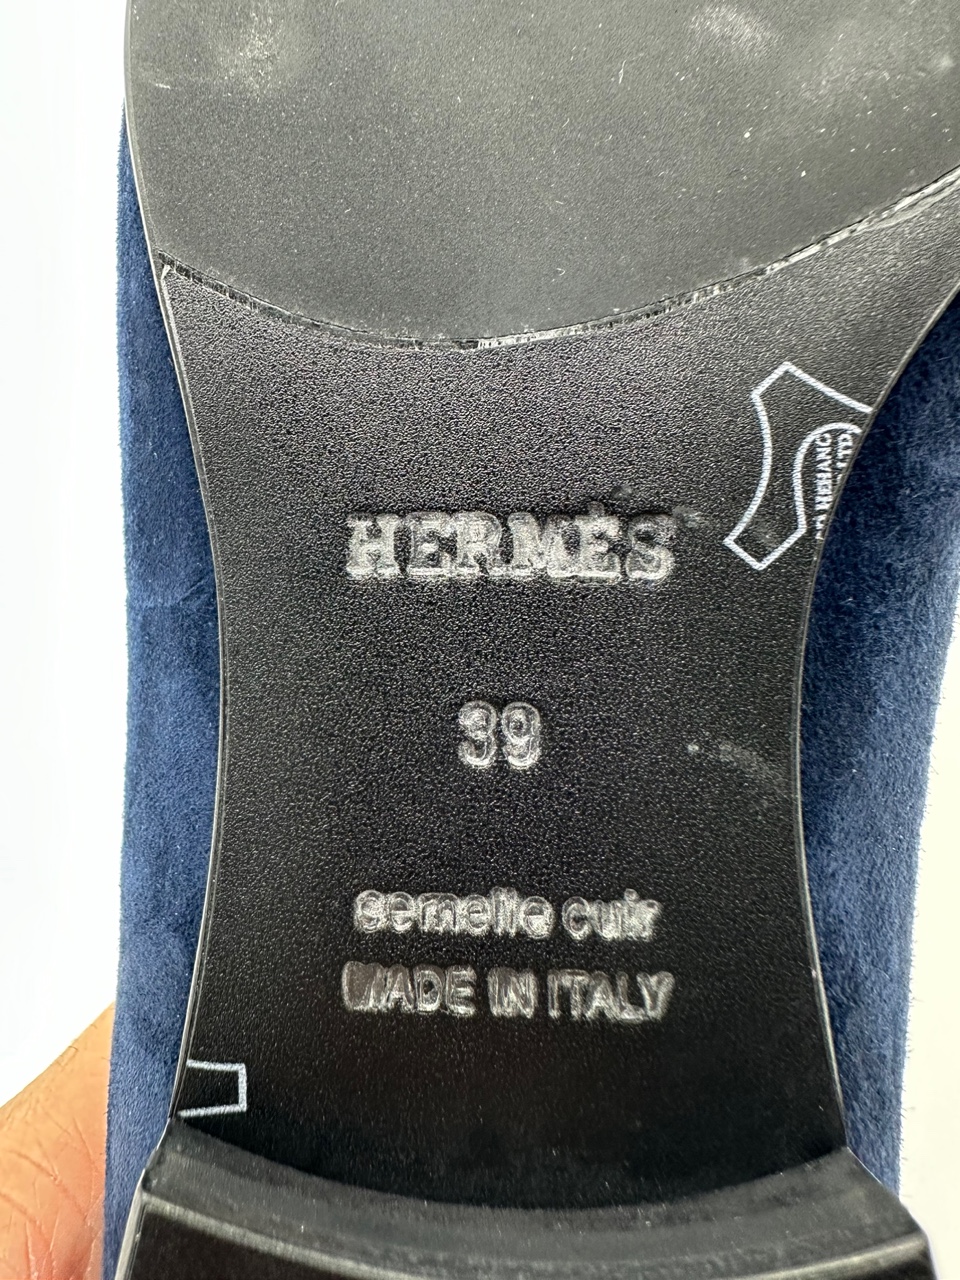 HERMÈS
39
semelle cuir
MADE IN ITALY